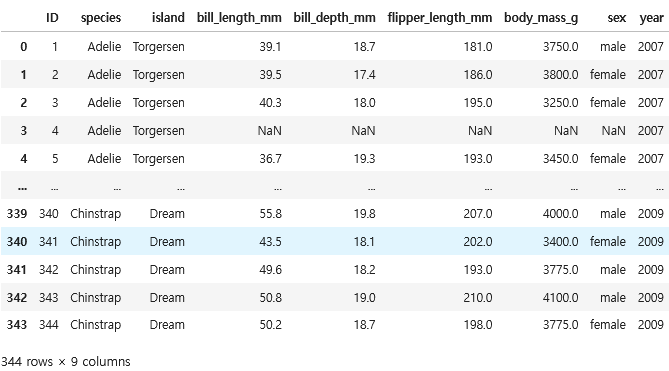 ID species island bill_length_mm bill_depth_mm flipper_length_mm body_mass_g sex year
0 1 Adelie Torgersen 39.1 18.7 181.0 3750.0 male 2007
1 2 Adelie Torgersen 39.5 17.4 186.0 3800.0 female 2007
2 3 Adelie Torgersen 40.3 18.0 195.0 3250.0 female 2007
3 4 Adelie Torgersen NaN NaN NaN NaN NaN 2007
4 5 Adelie Torgersen 36.7 19.3 193.0 3450.0 female 2007
... ... ... ... ... ... ... ... ... ...
339 340 Chinstrap Dream 55.8 19.8 207.0 4000.0 male 2009
340 341 Chinstrap Dream 43.5 18.1 202.0 3400.0 female 2009
341 342 Chinstrap Dream 49.6 18.2 193.0 3775.0 male 2009
342 343 Chinstrap Dream 50.8 19.0 210.0 4100.0 male 2009
343 344 Chinstrap Dream 50.2 18.7 198.0 3775.0 female 2009
344 rows × 9 columns